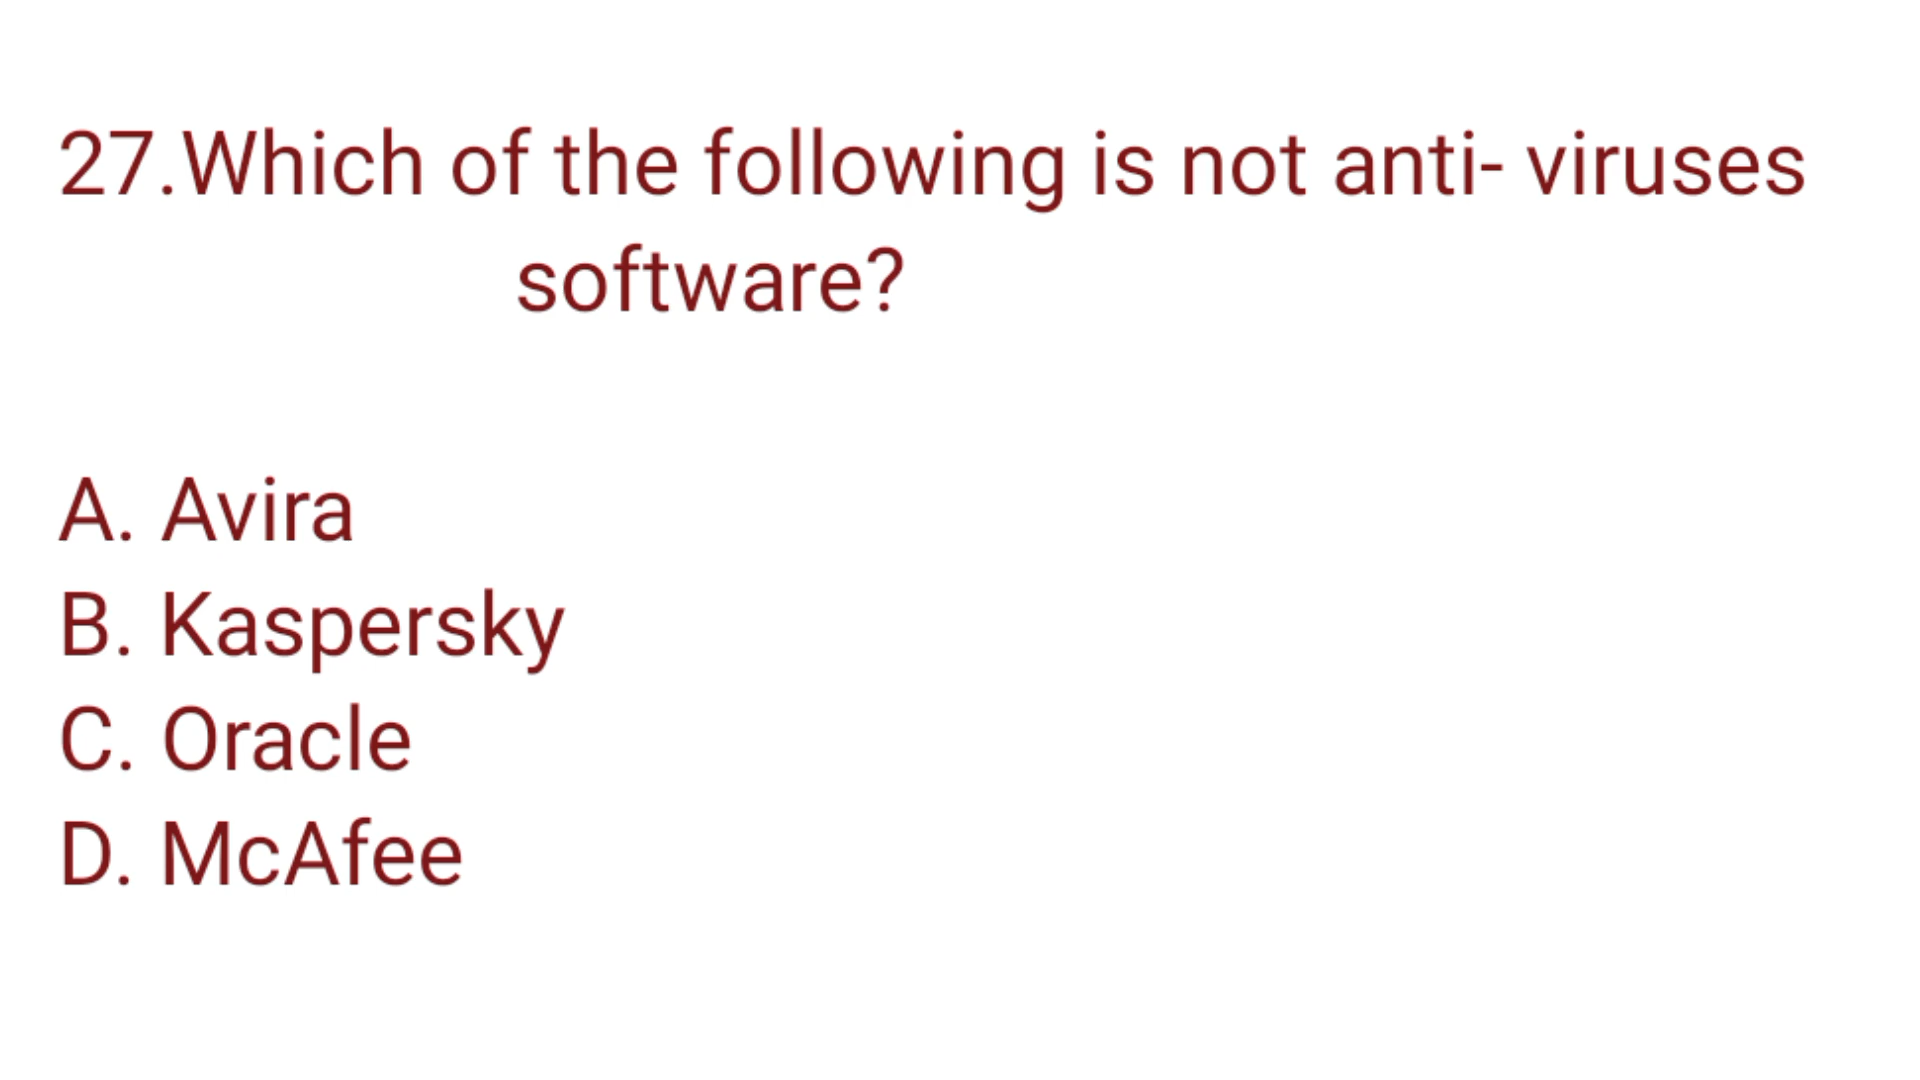 27.Which of the following is not anti- viruses
software?
A. Avira
B. Kaspersky
C. Oracle
D. McAfee